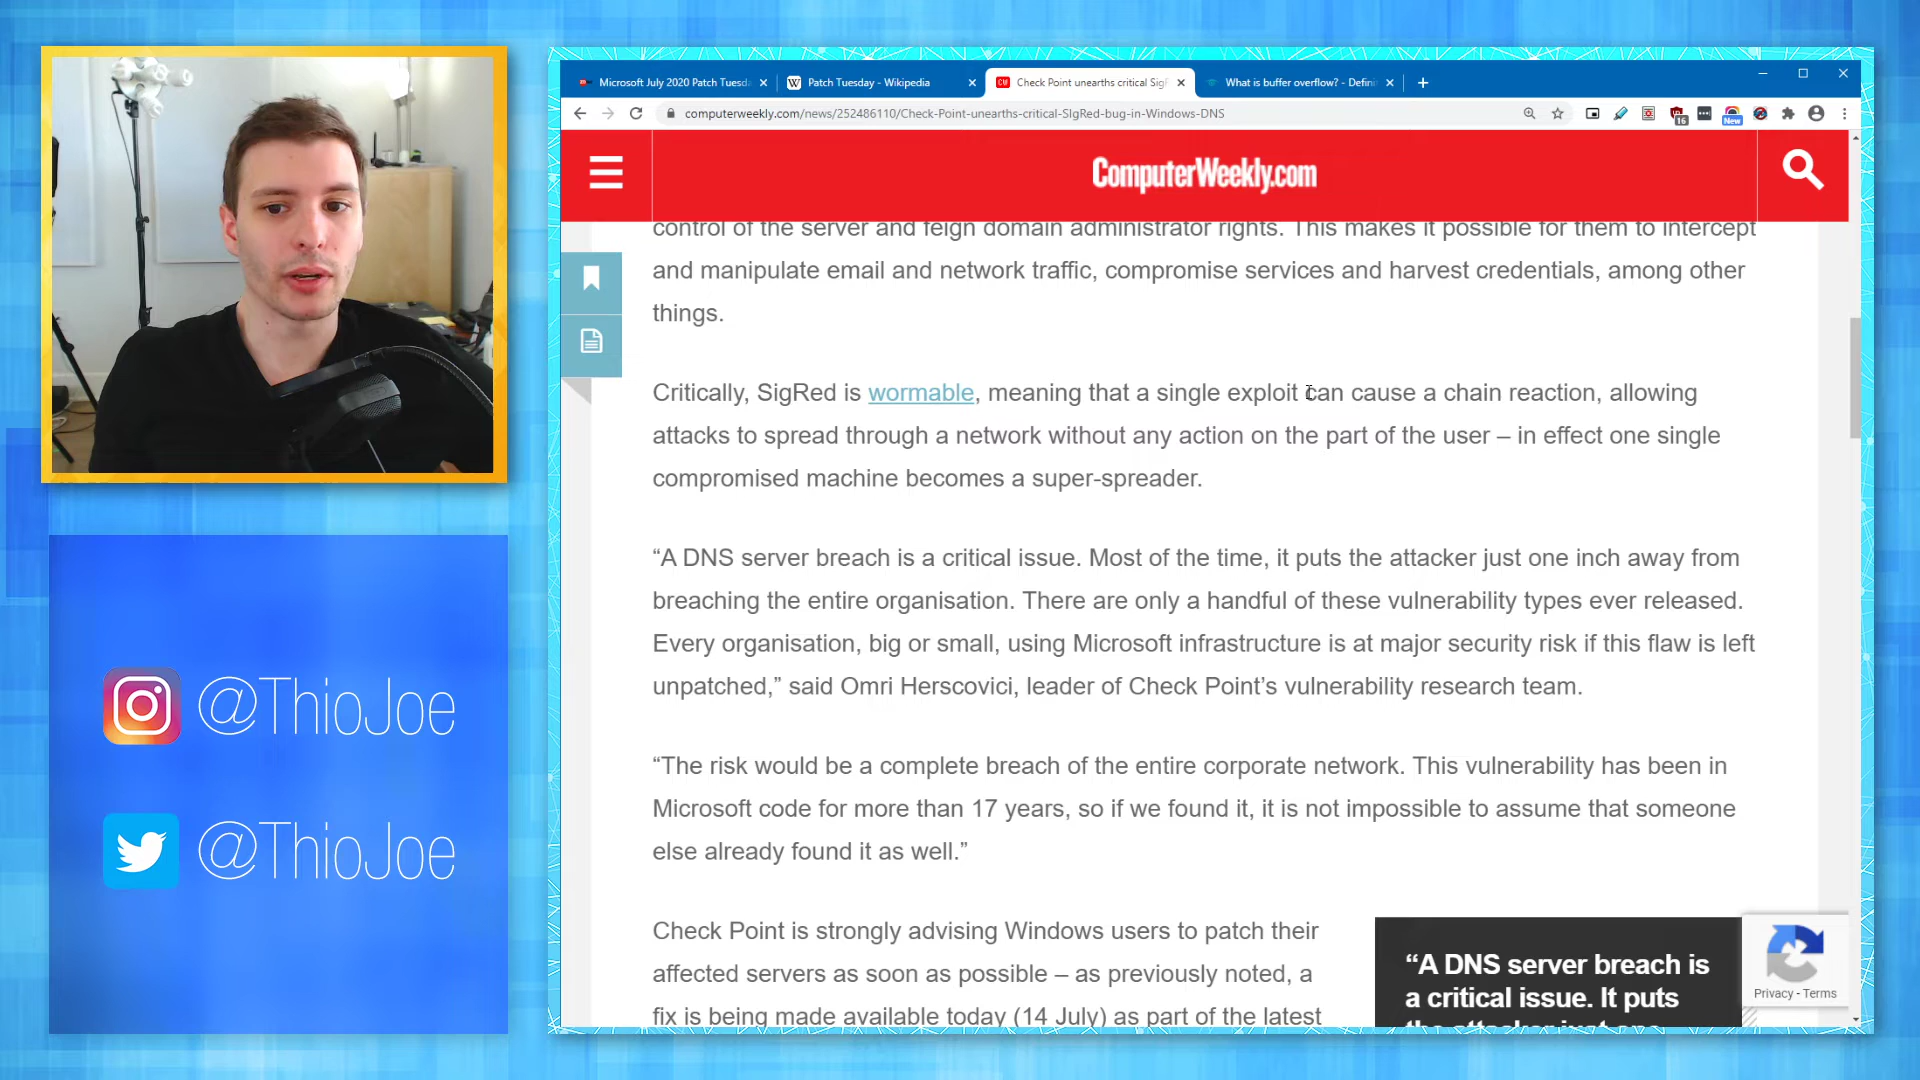 Microsoft July 2020 Patch Tuesda
Patch Tuesday - Wikipedia
Check Point unearths critical SigR
What is buffer overflow? - Defini
computerweekly.com/news/252486110/Check-Point-unearths-critical-SIgRed-bug-in-Windows-DNS
16
New
ComputerWeekly.com
control of the server and feign domain administrator rights. This makes it possible for them to intercept
and manipulate email and network traffic, compromise services and harvest credentials, among other
things.
Critically, SigRed is wormable, meaning that a single exploit can cause a chain reaction, allowing
attacks to spread through a network without any action on the part of the user – in effect one single
compromised machine becomes a super-spreader.
“A DNS server breach is a critical issue. Most of the time, it puts the attacker just one inch away from
breaching the entire organisation. There are only a handful of these vulnerability types ever released.
Every organisation, big or small, using Microsoft infrastructure is at major security risk if this flaw is left
unpatched,” said Omri Herscovici, leader of Check Point’s vulnerability research team.
“The risk would be a complete breach of the entire corporate network. This vulnerability has been in
Microsoft code for more than 17 years, so if we found it, it is not impossible to assume that someone
else already found it as well.”
Check Point is strongly advising Windows users to patch their
affected servers as soon as possible – as previously noted, a
fix is being made available today (14 July) as part of the latest
“A DNS server breach is
a critical issue. It puts
the attacker just one
Privacy - Terms
@ThioJoe
@ThioJoe